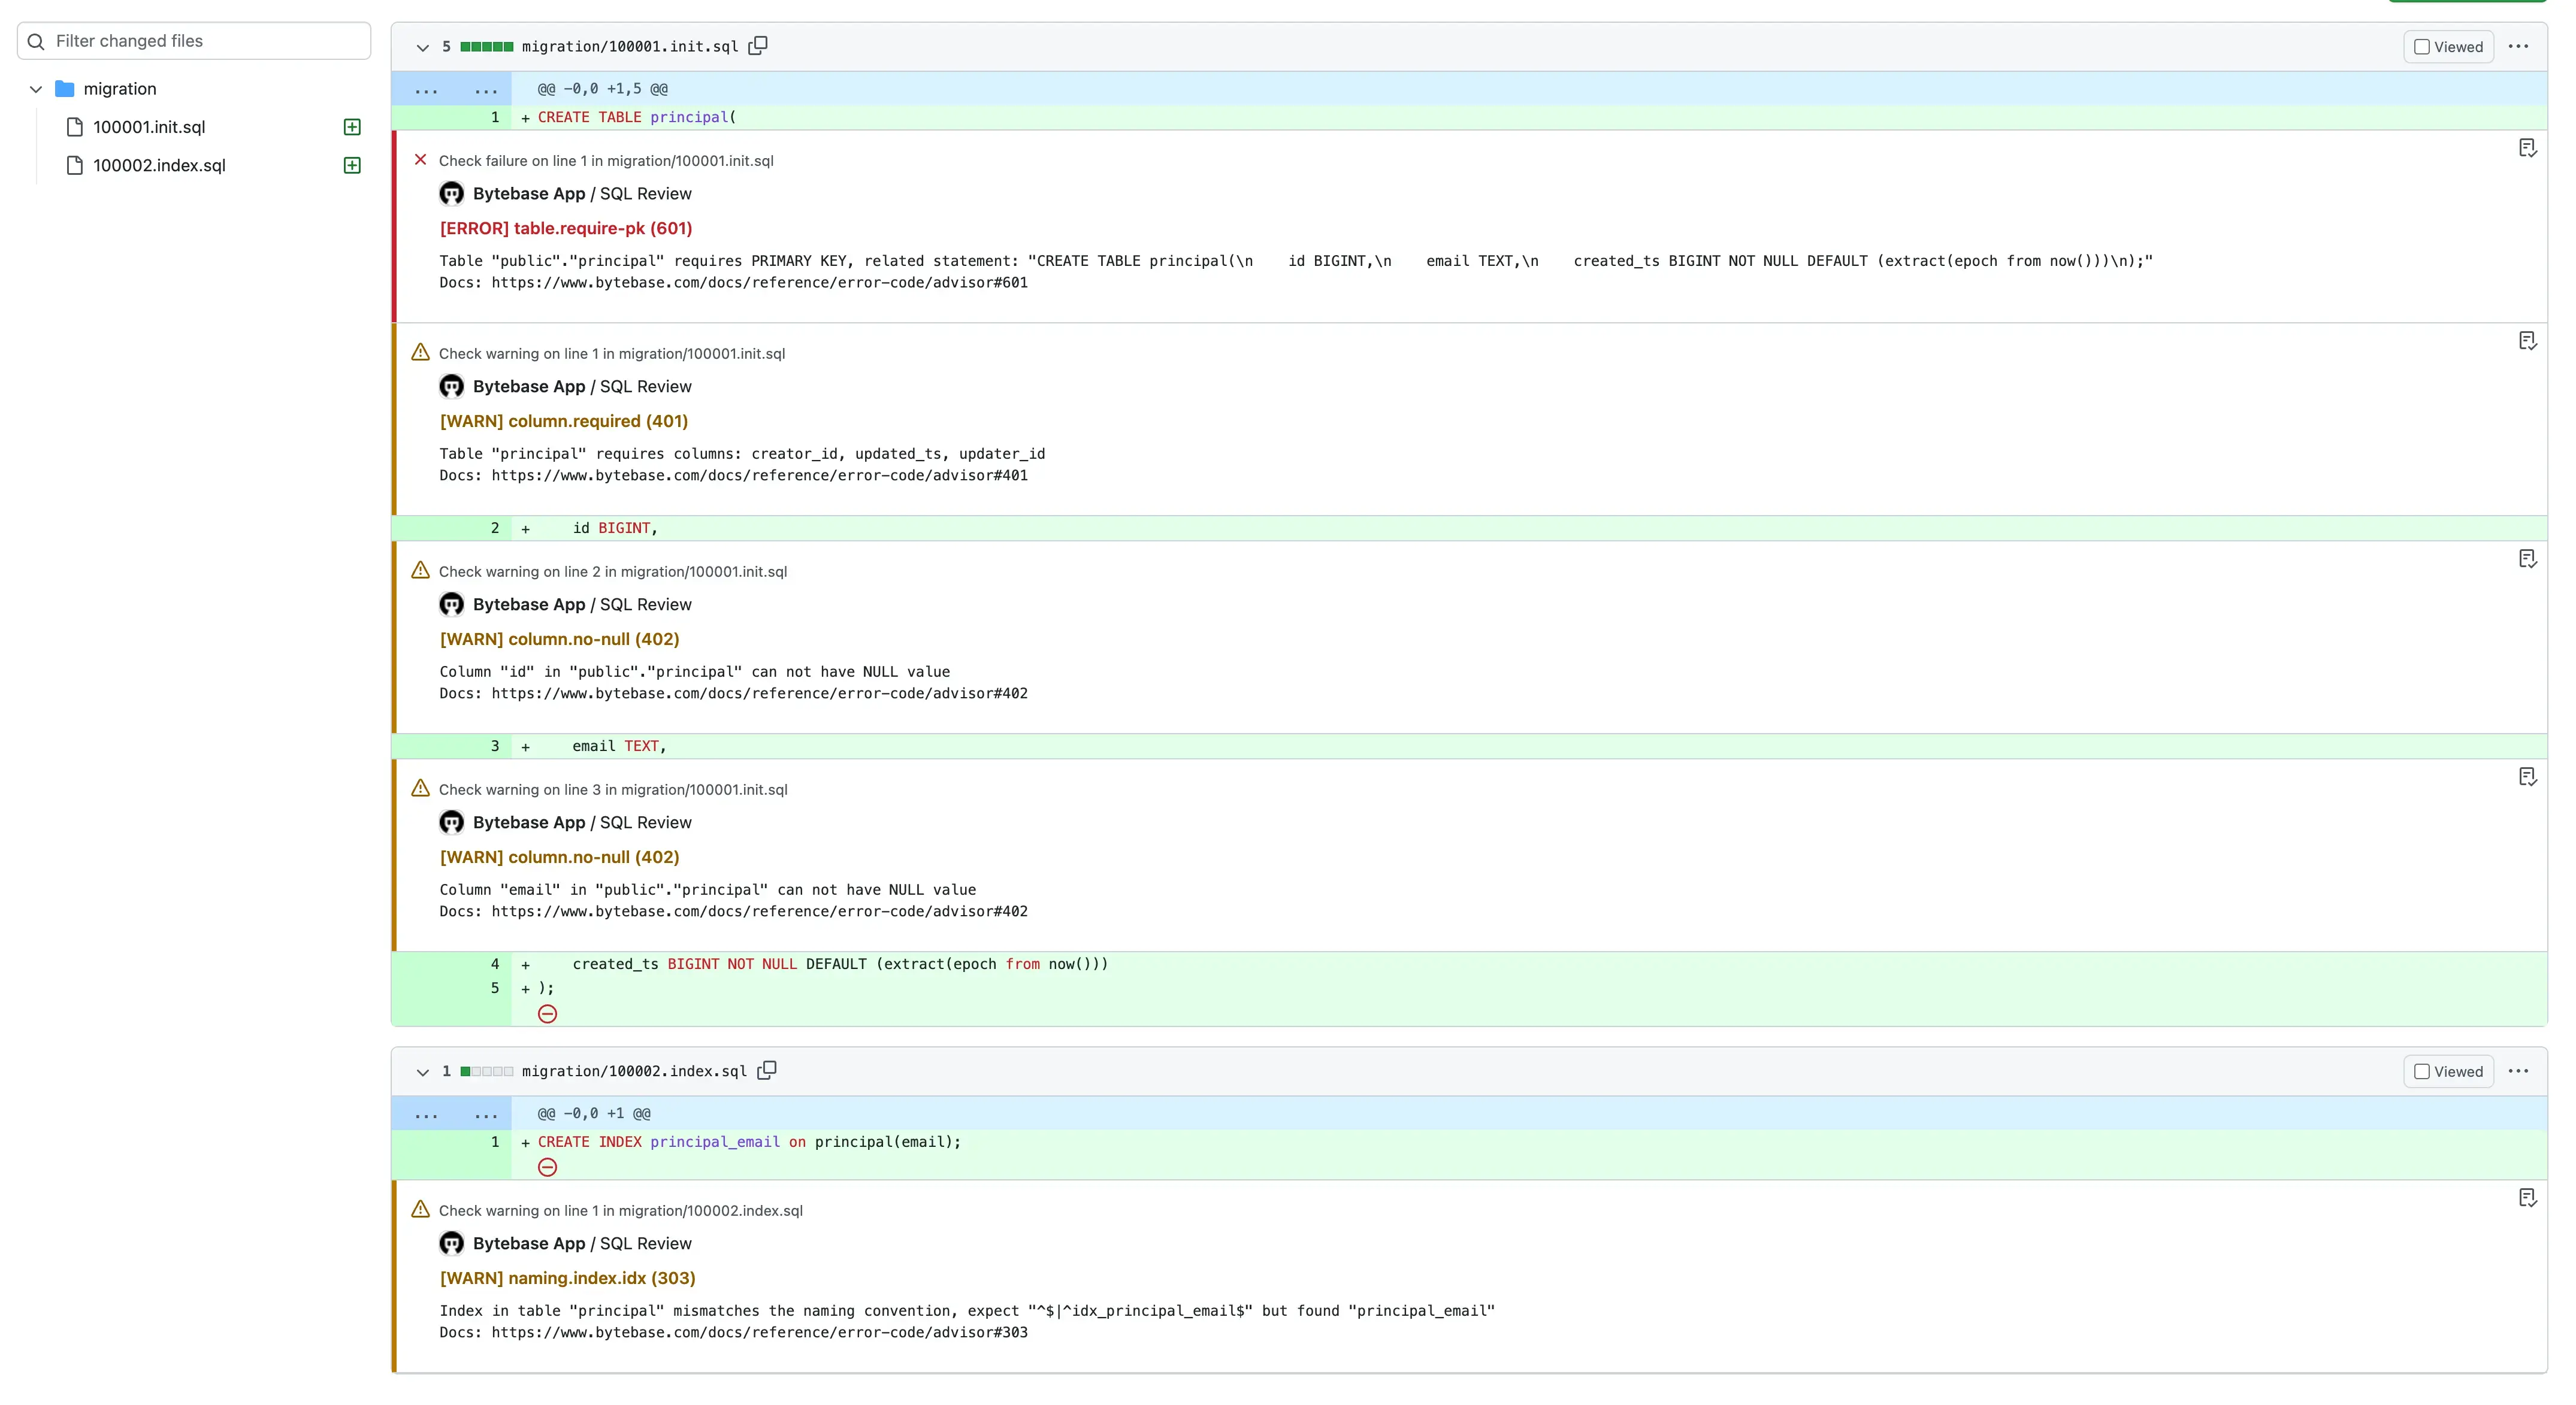 Filter changed files
migration
100001.init.sql
100002.index.sql
5 migration/100001.init.sql
Viewed
... ... @@ -0,0 +1,5 @@
1 + CREATE TABLE principal(
Check failure on line 1 in migration/100001.init.sql
Bytebase App / SQL Review
[ERROR] table.require-pk (601)
Table "public"."principal" requires PRIMARY KEY, related statement: "CREATE TABLE principal(\n    id BIGINT,\n    email TEXT,\n    created_ts BIGINT NOT NULL DEFAULT (extract(epoch from now()))\n);"
Docs: https://www.bytebase.com/docs/reference/error-code/advisor#601
Check warning on line 1 in migration/100001.init.sql
Bytebase App / SQL Review
[WARN] column.required (401)
Table "principal" requires columns: creator_id, updated_ts, updater_id
Docs: https://www.bytebase.com/docs/reference/error-code/advisor#401
2 +     id BIGINT,
Check warning on line 2 in migration/100001.init.sql
Bytebase App / SQL Review
[WARN] column.no-null (402)
Column "id" in "public"."principal" can not have NULL value
Docs: https://www.bytebase.com/docs/reference/error-code/advisor#402
3 +     email TEXT,
Check warning on line 3 in migration/100001.init.sql
Bytebase App / SQL Review
[WARN] column.no-null (402)
Column "email" in "public"."principal" can not have NULL value
Docs: https://www.bytebase.com/docs/reference/error-code/advisor#402
4 +     created_ts BIGINT NOT NULL DEFAULT (extract(epoch from now()))
5 + );
1 migration/100002.index.sql
Viewed
... ... @@ -0,0 +1 @@
1 + CREATE INDEX principal_email on principal(email);
Check warning on line 1 in migration/100002.index.sql
Bytebase App / SQL Review
[WARN] naming.index.idx (303)
Index in table "principal" mismatches the naming convention, expect "^$|^idx_principal_email$" but found "principal_email"
Docs: https://www.bytebase.com/docs/reference/error-code/advisor#303